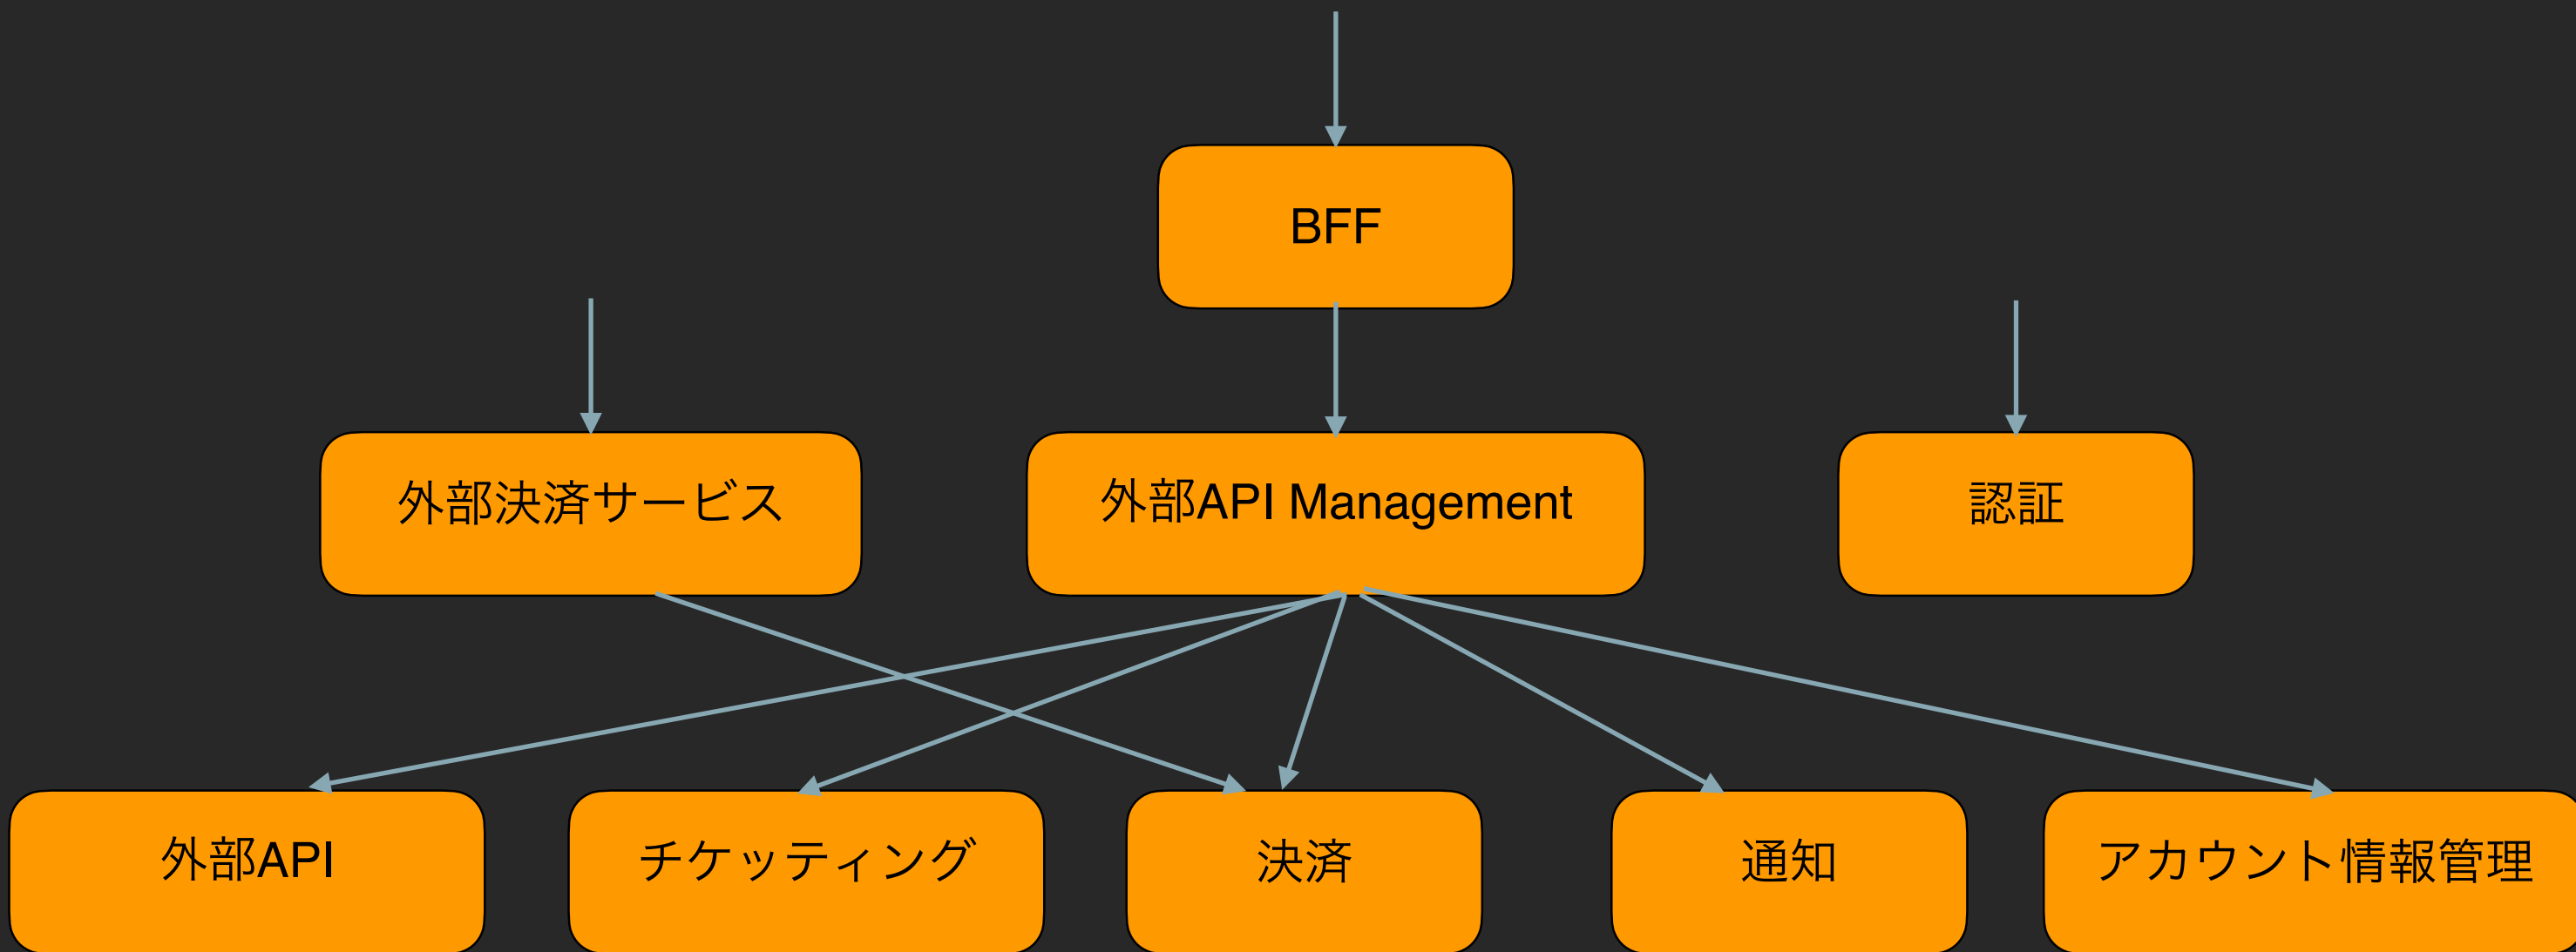 BFF
外部決済サービス
外部API Management
認証
外部API
チケッティング
決済
通知
アカウント情報管理